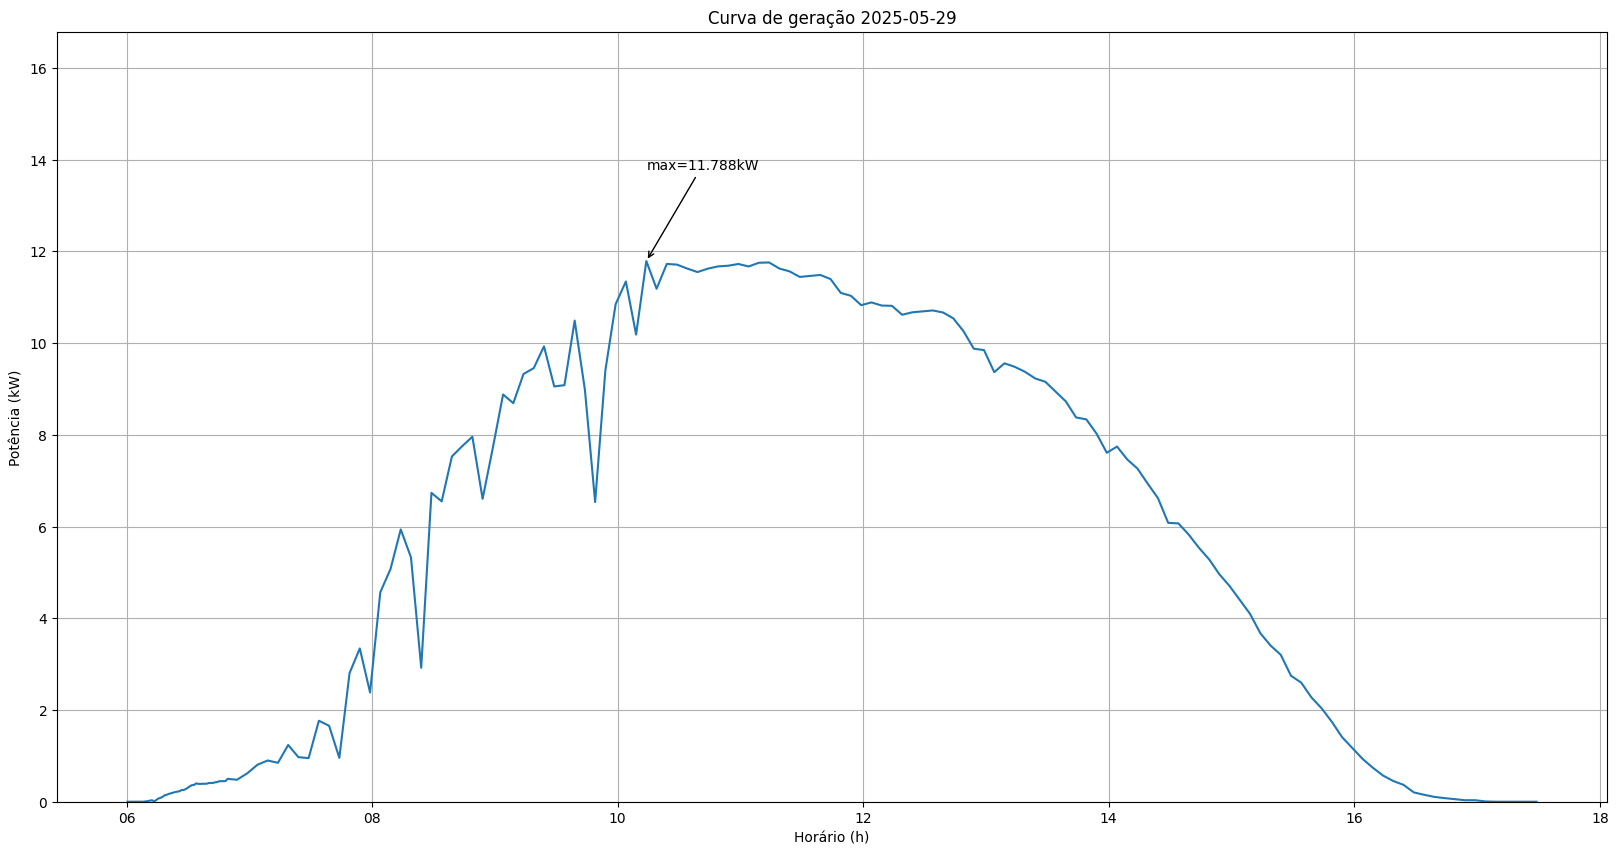 Curva de geração 2025-05-29
16
14
max=11.788kW
12
10
8
6
4
2
0
Potência (kW)
06 08 10 12 14 16 18
Horário (h)